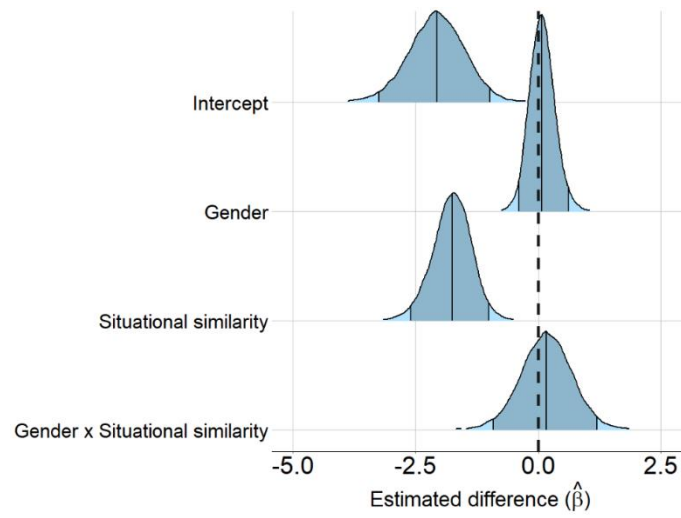 Intercept
Gender
Situational similarity
Gender x Situational similarity
-5.0 -2.5 0.0 2.5
Estimated difference (β̂)